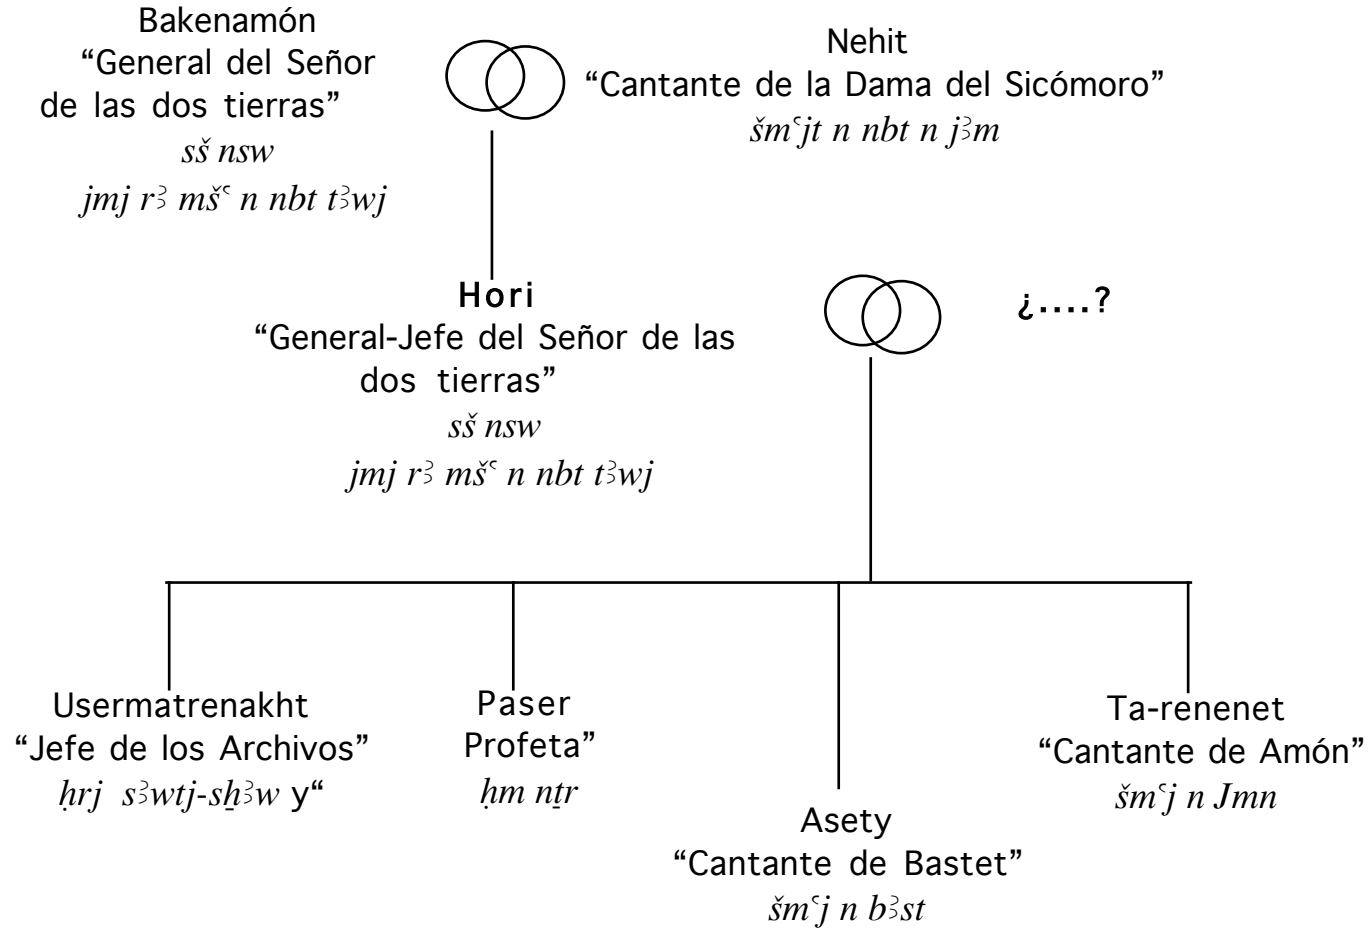 Bakenamón
“General del Señor
de las dos tierras”
sš nsw
jmj rꜣ mšꜥ n nbt tꜣwj
Nehit
“Cantante de la Dama del Sicómoro”
šmꜥjt n nbt n jꜣm
Hori
“General-Jefe del Señor de las
dos tierras”
sš nsw
jmj rꜣ mšꜥ n nbt tꜣwj
¿....?
Usermatrenakht
“Jefe de los Archivos”
ḥrj sꜣwtj-sẖꜣw y“
Paser
Profeta”
ḥm nṯr
Asety
“Cantante de Bastet”
šmꜥj n bꜣst
Ta-renenet
“Cantante de Amón”
šmꜥj n Jmn